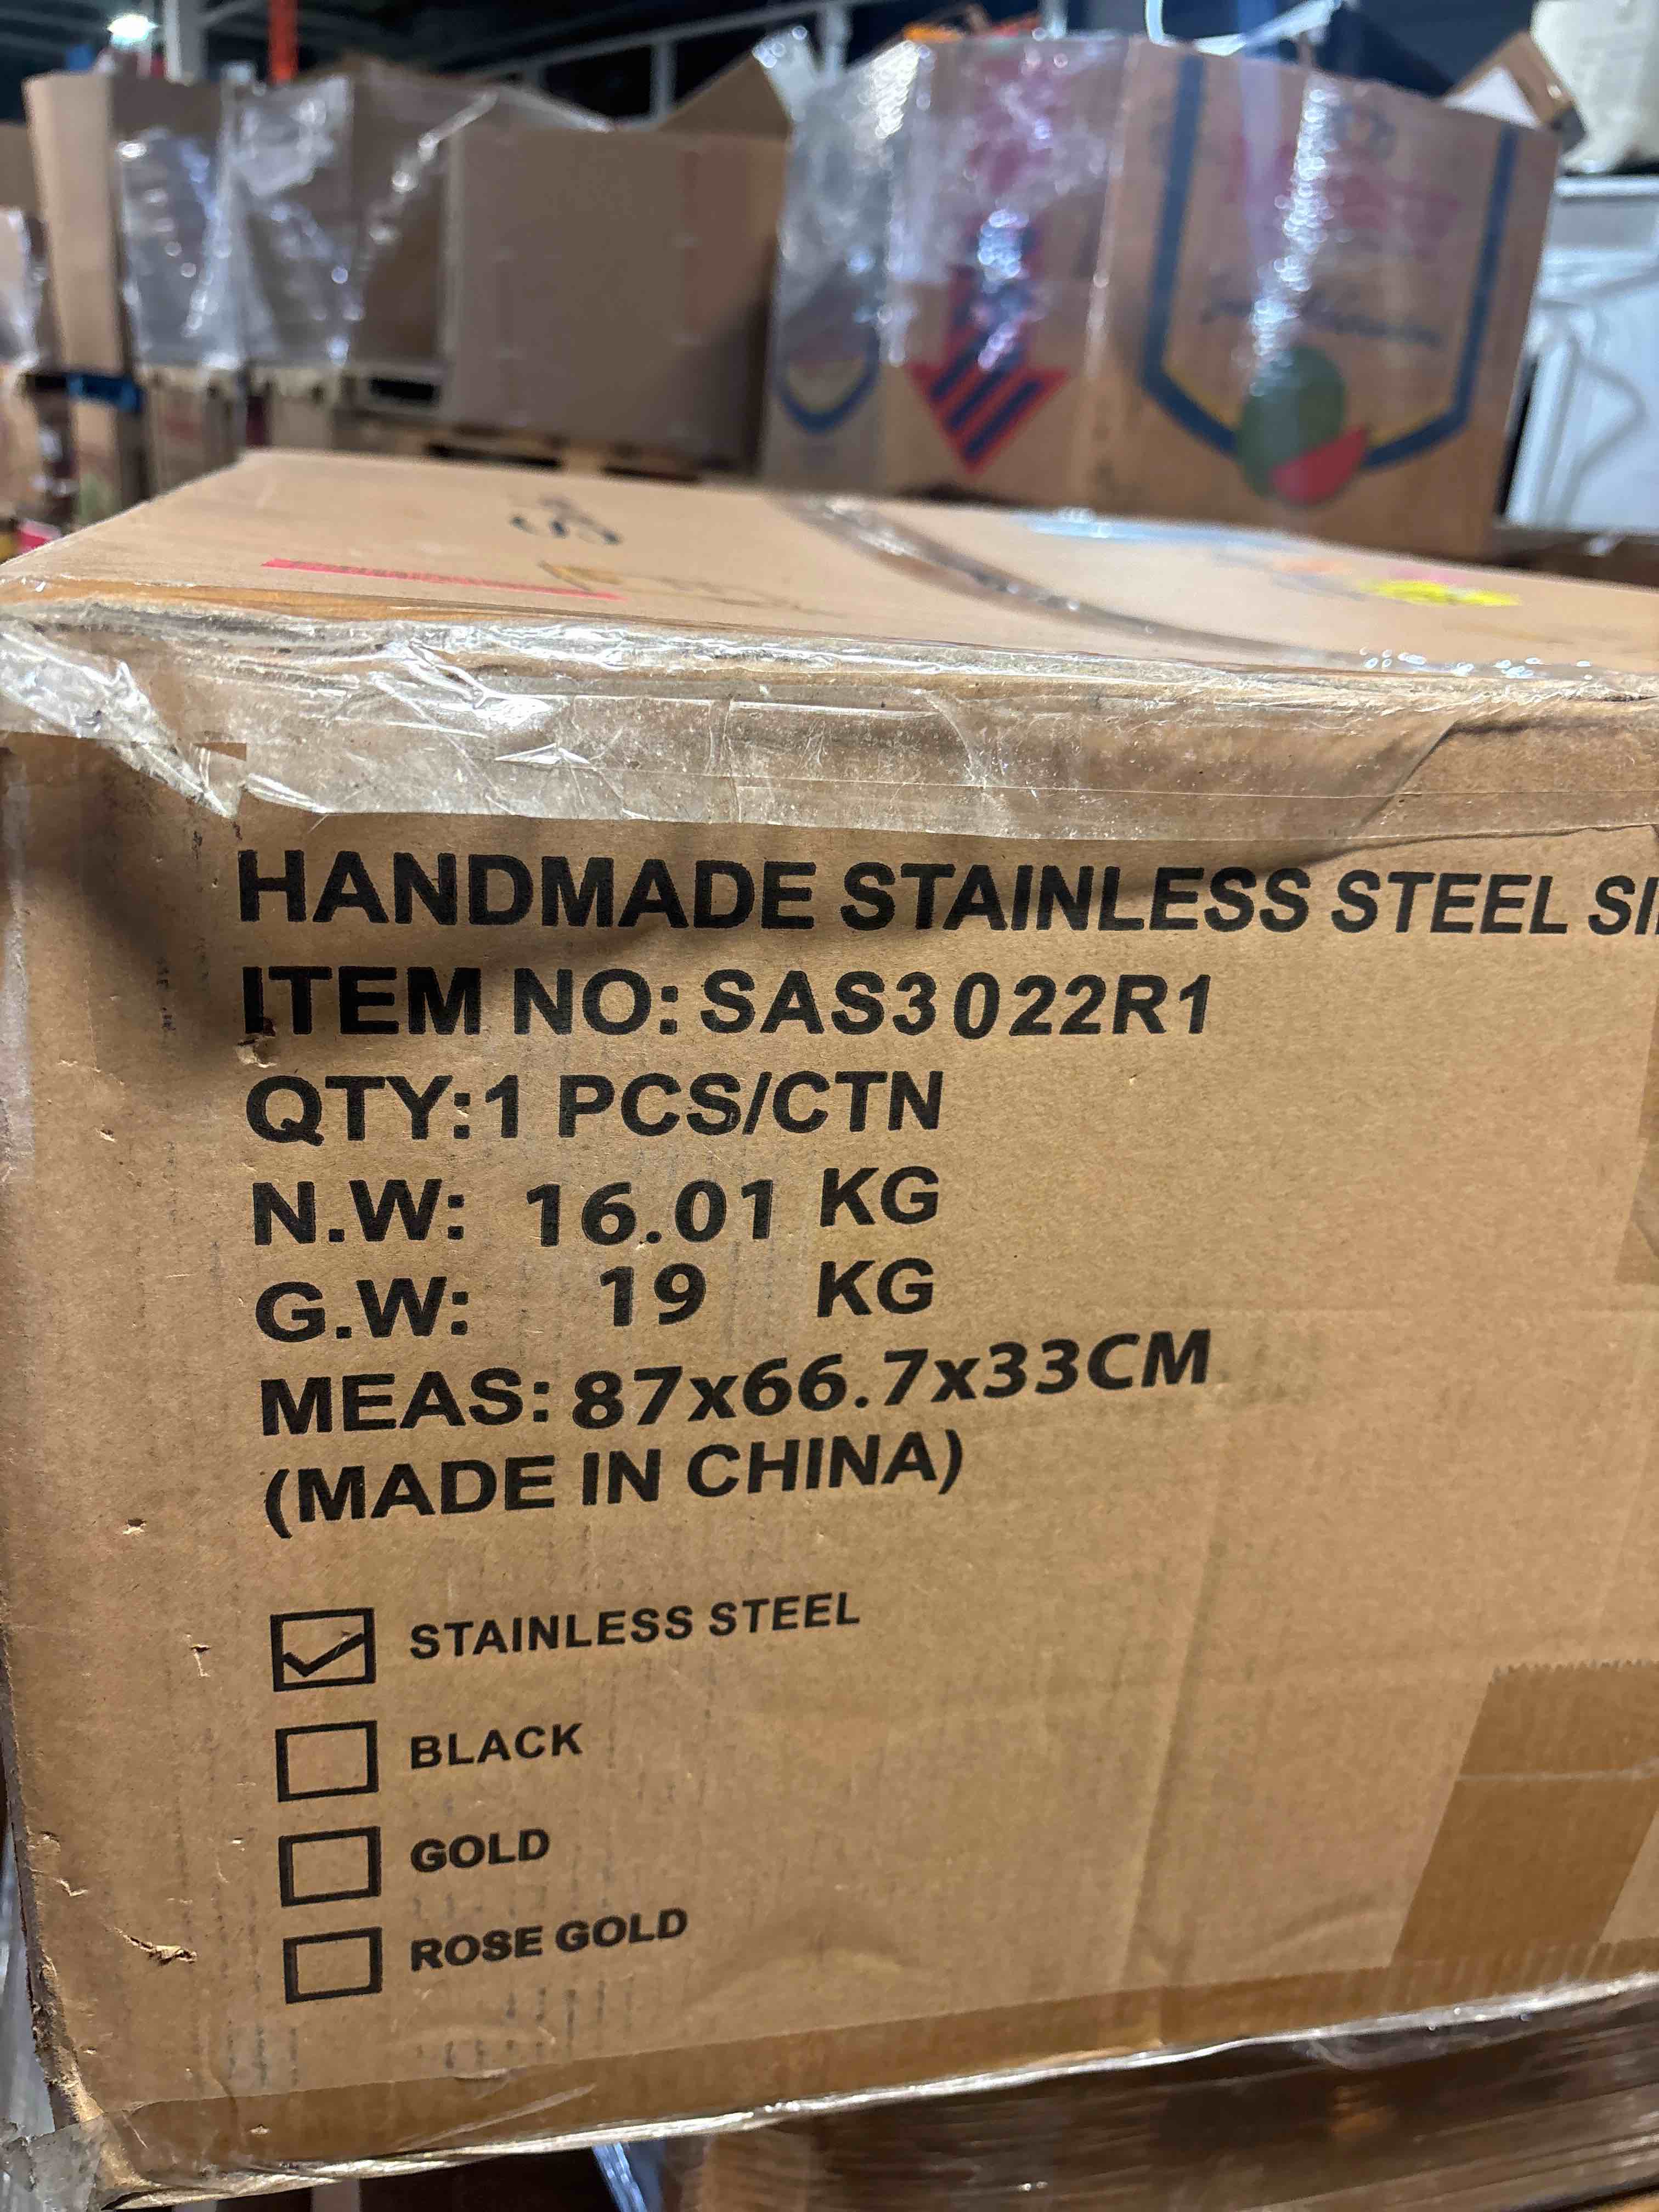 HANDMADE STAINLESS STEEL
ITEM NO: SAS3022R1
QTY:1 PCS/CTN
N.W: 16.01 KG
G.W: 19 KG
MEAS: 87x66.7x33CM
(MADE IN CHINA)
STAINLESS STEEL
BLACK
GOLD
ROSE GOLD